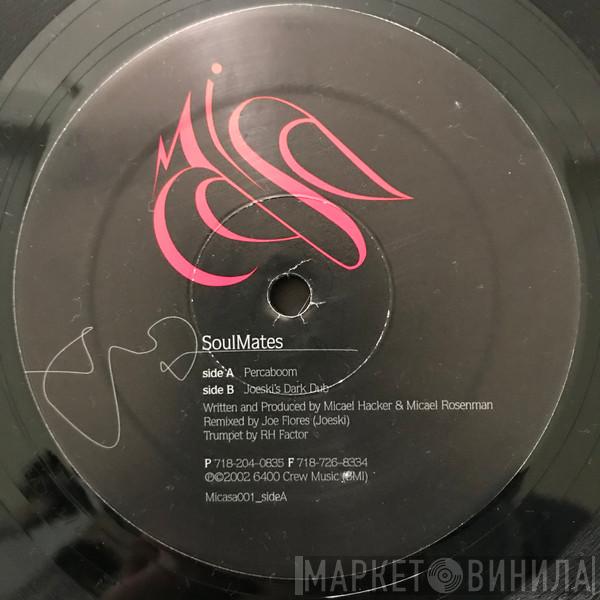 Mi
CASA
SoulMates
side A Percaboom
side B Joeski's Dark Dub
Written and Produced by Micael Hacker & Micael Rosenman
Remixed by Joe Flores (Joeski)
Trumpet by RH Factor
P 718-204-0835 F 718-726-8334
℗©2002 6400 Crew Music (BMI)
Micasa001_sideA
МАРКЕТ ВИНИЛА